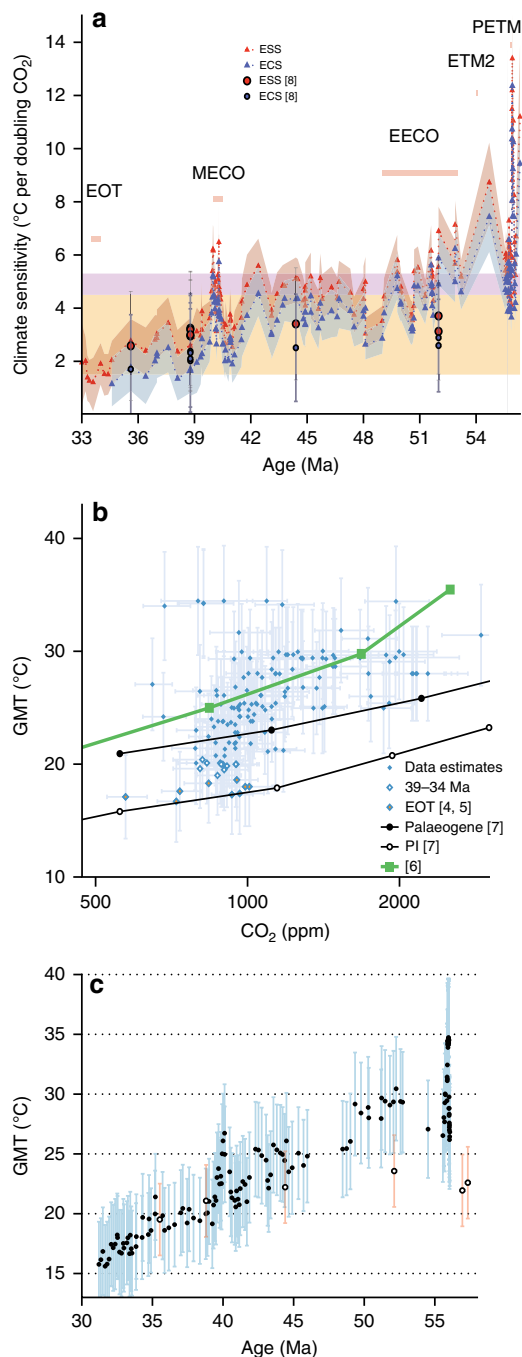 a
PETM
ESS
ECS
ESS [8]
ECS [8]
ETM2
EECO
MECO
EOT
Climate sensitivity (°C per doubling CO₂)
14
12
10
8
6
4
2
33 36 39 42 45 48 52 54
Age (Ma)
b
GMT (°C)
40
30
20
10
Data estimates
39–34 Ma
EOT [4, 5]
Palaeogene [7]
PI [7]
[6]
500 1000 2000
CO₂ (ppm)
c
GMT (°C)
40
35
30
25
20
15
30 35 40 45 50 55
Age (Ma)